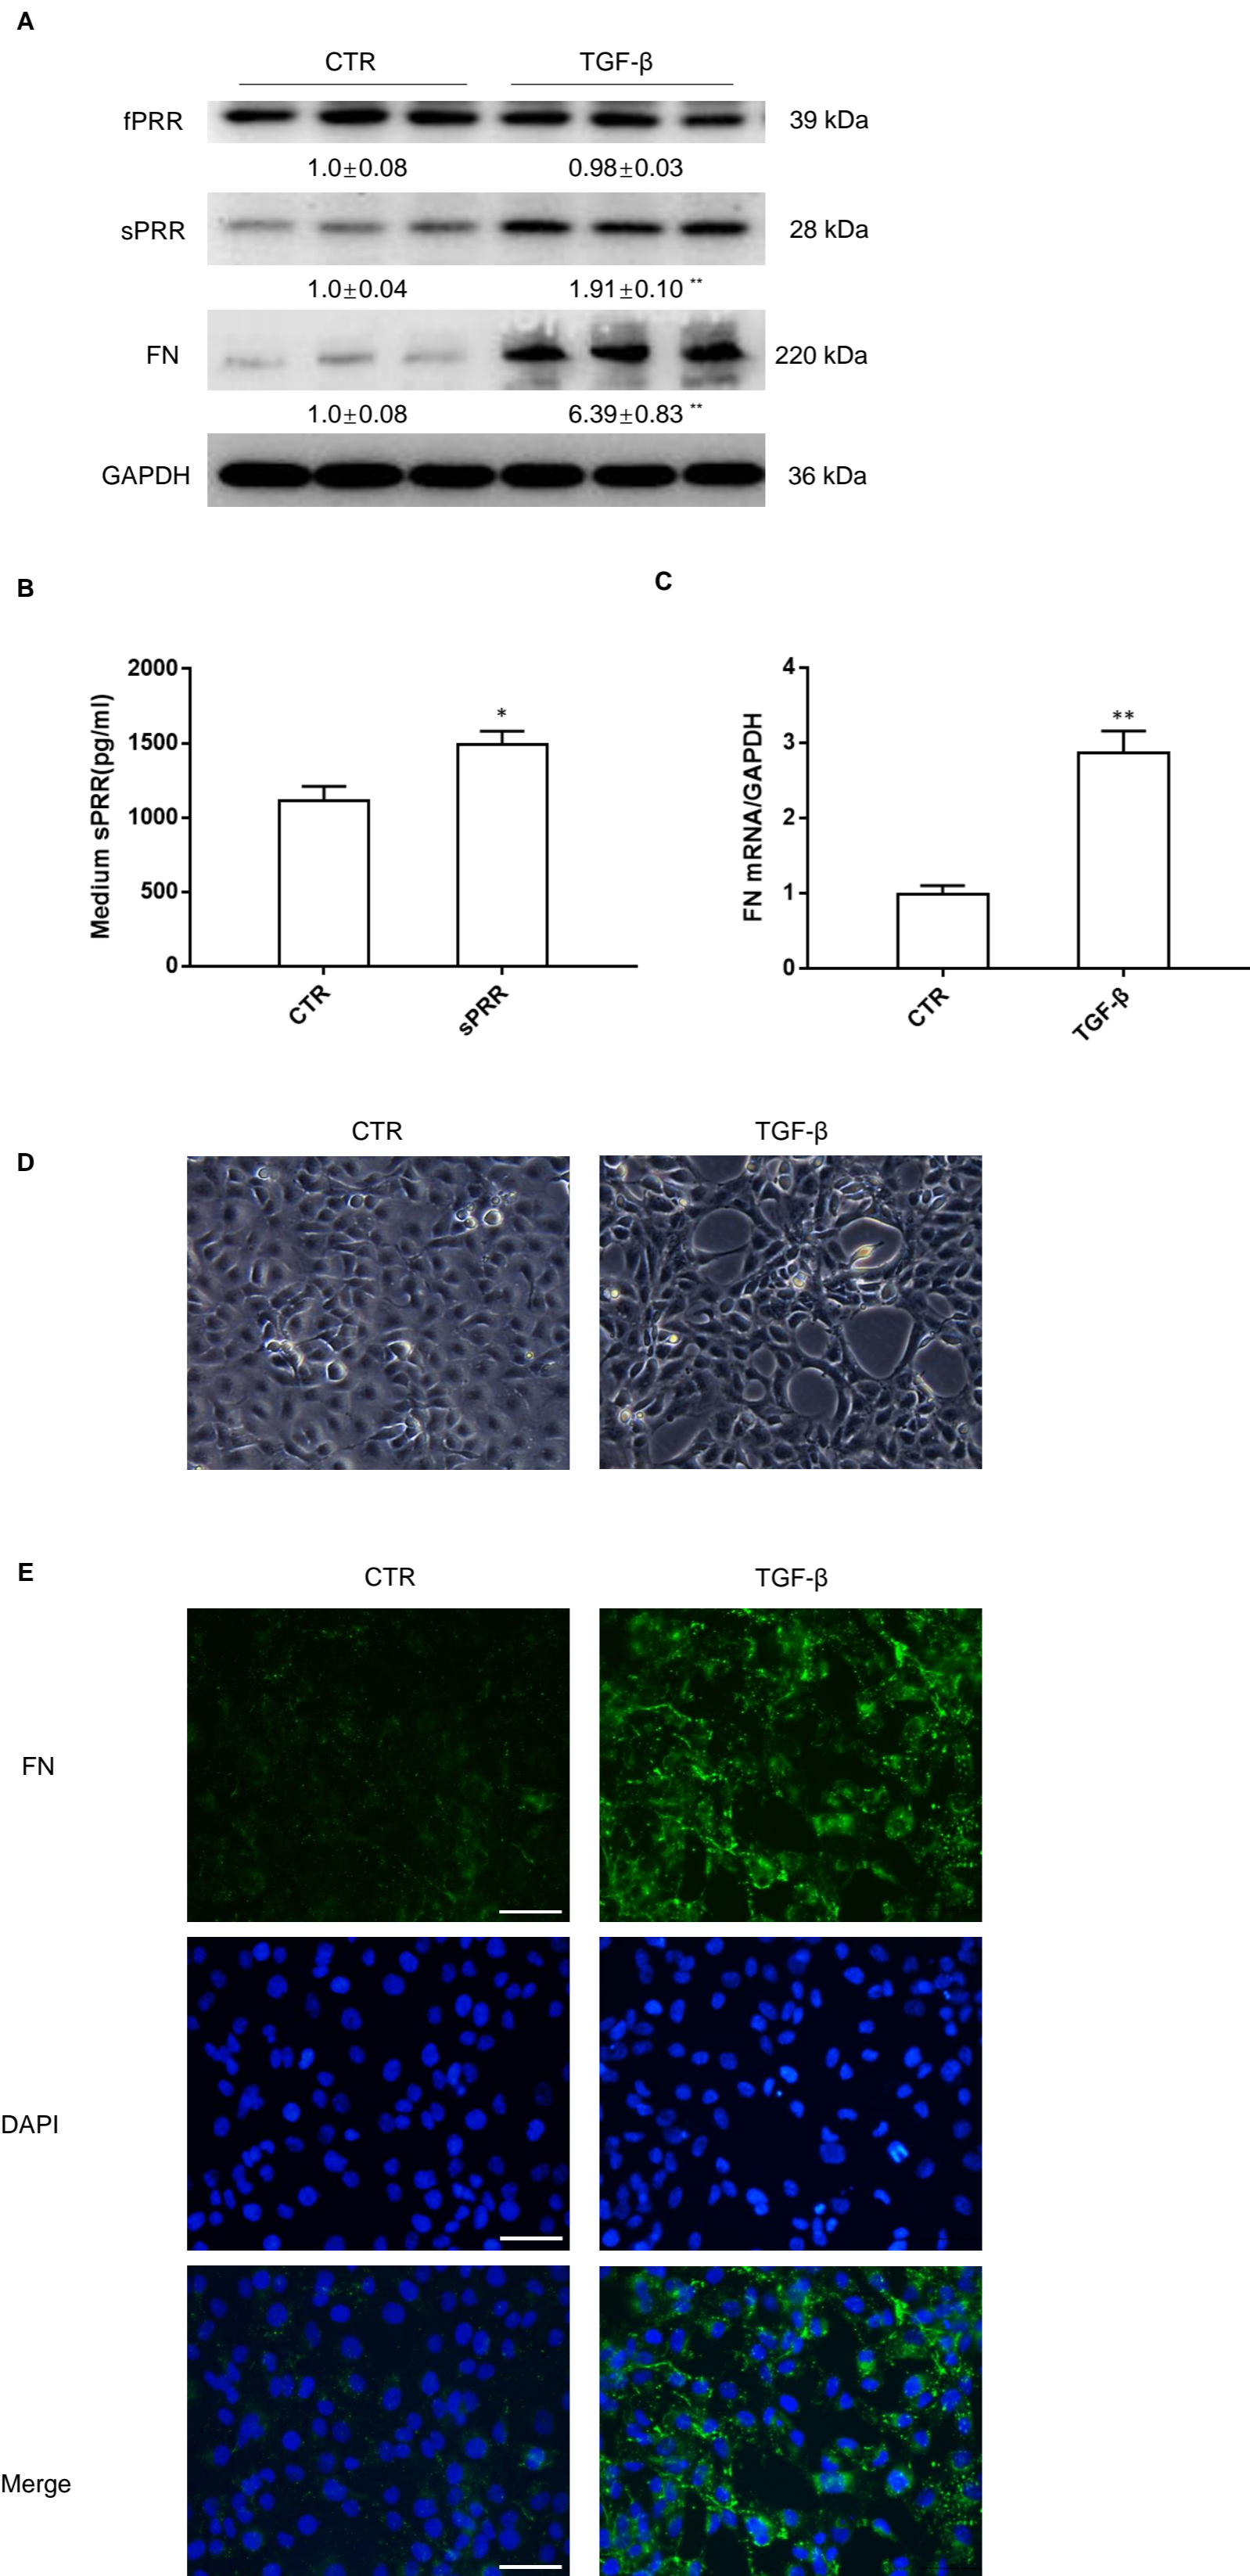 A
CTR TGF-β
fPRR 39 kDa
1.0±0.08 0.98±0.03
sPRR 28 kDa
1.0±0.04 1.91±0.10 **
FN 220 kDa
1.0±0.08 6.39±0.83 **
GAPDH 36 kDa
B
Medium sPRR(pg/ml)
2000
1500
1000
500
0
*
CTR sPRR
C
FN mRNA/GAPDH
4
3
2
1
0
**
CTR TGF-β
D
CTR TGF-β
E
CTR TGF-β
FN
DAPI
Merge